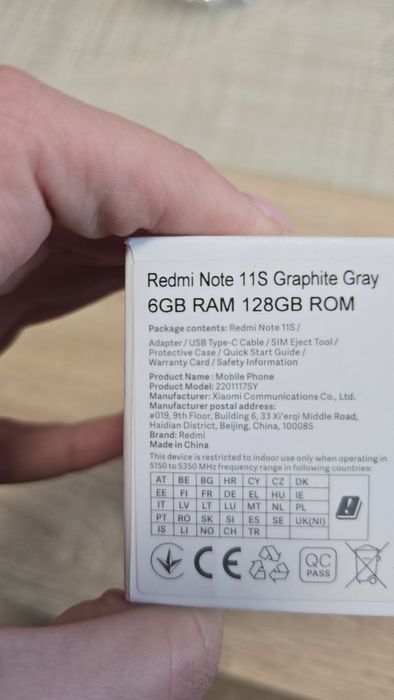 Redmi Note 11S Graphite Gray
6GB RAM 128GB ROM
Package contents: Redmi Note 11S /
Adapter / USB Type-C Cable / SIM Eject Tool /
Protective Case / Quick Start Guide /
Warranty Card / Safety Information
Product Name: Mobile Phone
Product Model: 2201117SY
Manufacturer: Xiaomi Communications Co., Ltd.
Manufacturer postal address:
#019, 9th Floor, Building 6, 33 Xi'erqi Middle Road,
Haidian District, Beijing, China, 100085
Brand: Redmi
Made in China
This device is restricted to indoor use only when operating in
5150 to 5350 MHz frequency range in following countries:
AT BE BG HR CY CZ DK
EE FI FR DE EL HU IE
IT LV LT LU MT NL PL
PT RO SK SI ES SE UK(NI)
IS LI NO CH TR
CE
QC
PASS